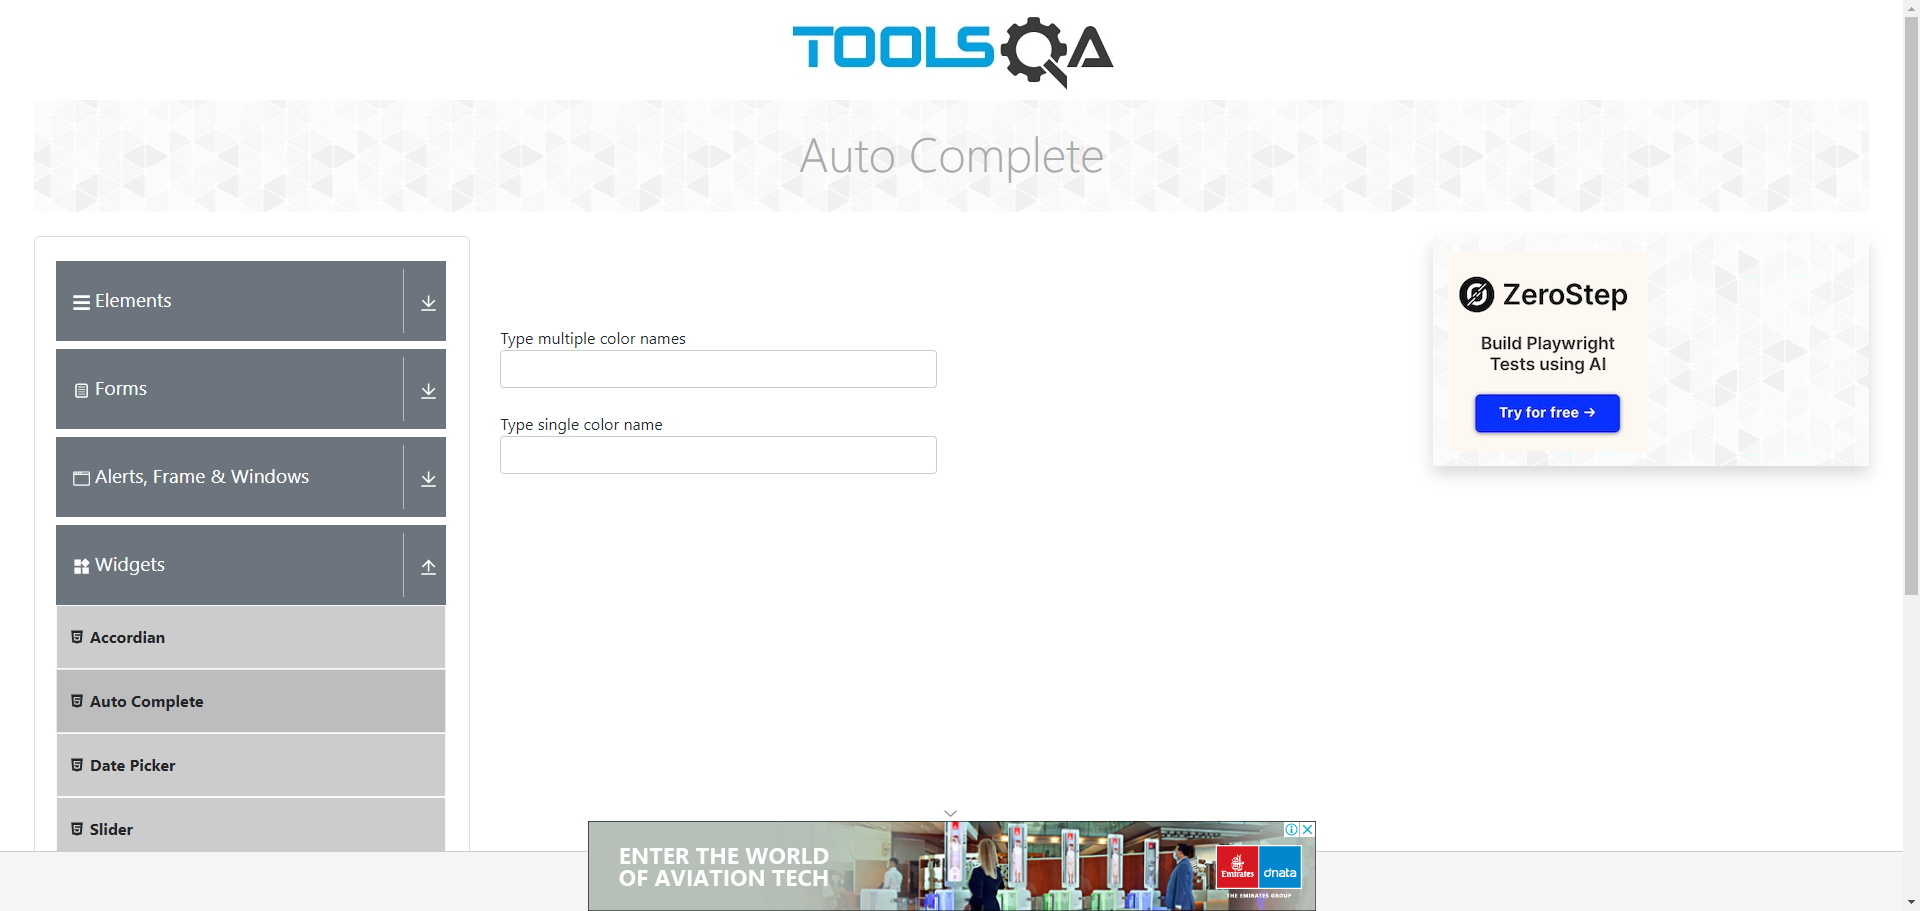 TOOLSQA
Auto Complete
Elements
Forms
Alerts, Frame & Windows
Widgets
Accordian
Auto Complete
Date Picker
Slider
Type multiple color names
Type single color name
ZeroStep
Build Playwright
Tests using AI
Try for free →
ENTER THE WORLD
OF AVIATION TECH
Emirates
dnata
THE EMIRATES GROUP